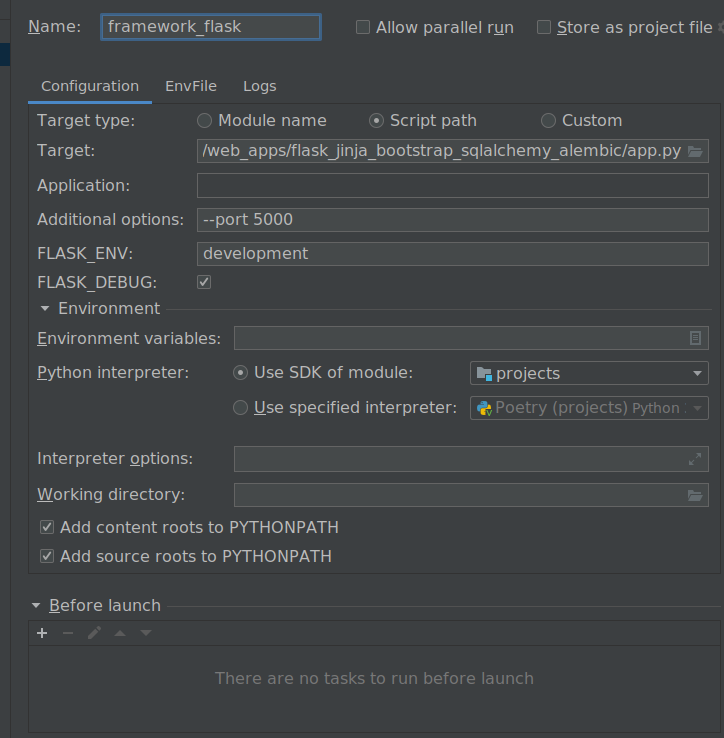 Name: framework_flask Allow parallel run Store as project file
Configuration EnvFile Logs
Target type: Module name Script path Custom
Target: /web_apps/flask_jinja_bootstrap_sqlalchemy_alembic/app.py
Application:
Additional options: --port 5000
FLASK_ENV: development
FLASK_DEBUG:
Environment
Environment variables:
Python interpreter: Use SDK of module: projects
Use specified interpreter: Poetry (projects) Python
Interpreter options:
Working directory:
Add content roots to PYTHONPATH
Add source roots to PYTHONPATH
Before launch
There are no tasks to run before launch